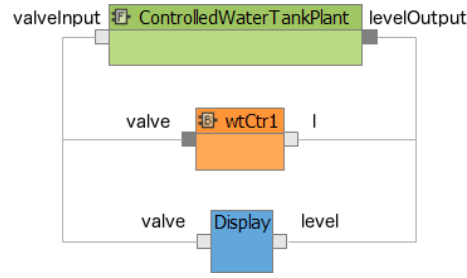 valveInput F ControlledWaterTankPlant levelOutput
valve B wtCtr1 l
valve Display level